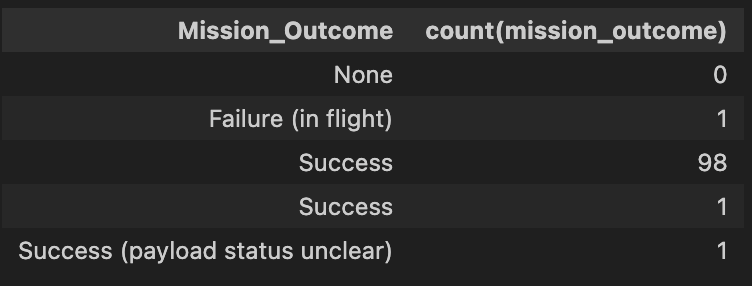 Mission_Outcome count(mission_outcome)
None 0
Failure (in flight) 1
Success 98
Success 1
Success (payload status unclear) 1